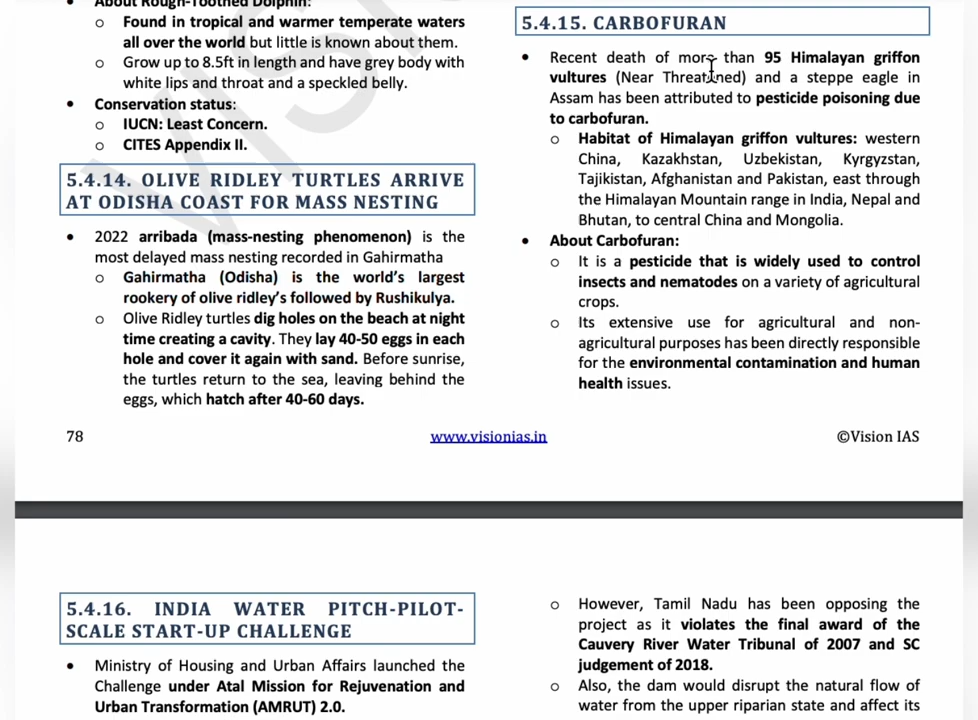 About Rough-Toothed Dolphin:
o Found in tropical and warmer temperate waters
all over the world but little is known about them.
o Grow up to 8.5ft in length and have grey body with
white lips and throat and a speckled belly.
• Conservation status:
o IUCN: Least Concern.
o CITES Appendix II.
5.4.14. OLIVE RIDLEY TURTLES ARRIVE
AT ODISHA COAST FOR MASS NESTING
• 2022 arribada (mass-nesting phenomenon) is the
most delayed mass nesting recorded in Gahirmatha
o Gahirmatha (Odisha) is the world's largest
rookery of olive ridley's followed by Rushikulya.
o Olive Ridley turtles dig holes on the beach at night
time creating a cavity. They lay 40-50 eggs in each
hole and cover it again with sand. Before sunrise,
the turtles return to the sea, leaving behind the
eggs, which hatch after 40-60 days.
5.4.15. CARBOFURAN
• Recent death of more than 95 Himalayan griffon
vultures (Near Threatened) and a steppe eagle in
Assam has been attributed to pesticide poisoning due
to carbofuran.
o Habitat of Himalayan griffon vultures: western
China, Kazakhstan, Uzbekistan, Kyrgyzstan,
Tajikistan, Afghanistan and Pakistan, east through
the Himalayan Mountain range in India, Nepal and
Bhutan, to central China and Mongolia.
• About Carbofuran:
o It is a pesticide that is widely used to control
insects and nematodes on a variety of agricultural
crops.
o Its extensive use for agricultural and non-
agricultural purposes has been directly responsible
for the environmental contamination and human
health issues.
78 www.visionias.in ©Vision IAS
5.4.16. INDIA WATER PITCH-PILOT-
SCALE START-UP CHALLENGE
• Ministry of Housing and Urban Affairs launched the
Challenge under Atal Mission for Rejuvenation and
Urban Transformation (AMRUT) 2.0.
o However, Tamil Nadu has been opposing the
project as it violates the final award of the
Cauvery River Water Tribunal of 2007 and SC
judgement of 2018.
o Also, the dam would disrupt the natural flow of
water from the upper riparian state and affect its